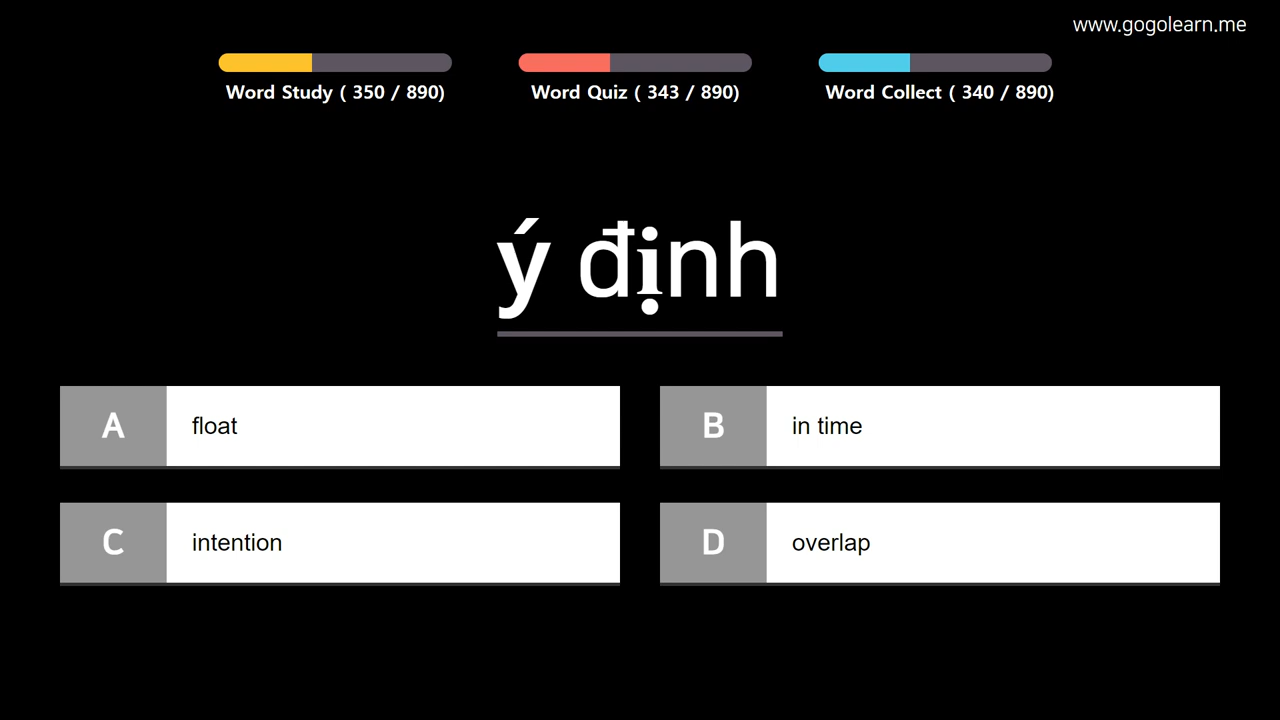 www.gogolearn.me
Word Study ( 350 / 890)
Word Quiz ( 343 / 890)
Word Collect ( 340 / 890)
ý định
A float
B in time
C intention
D overlap